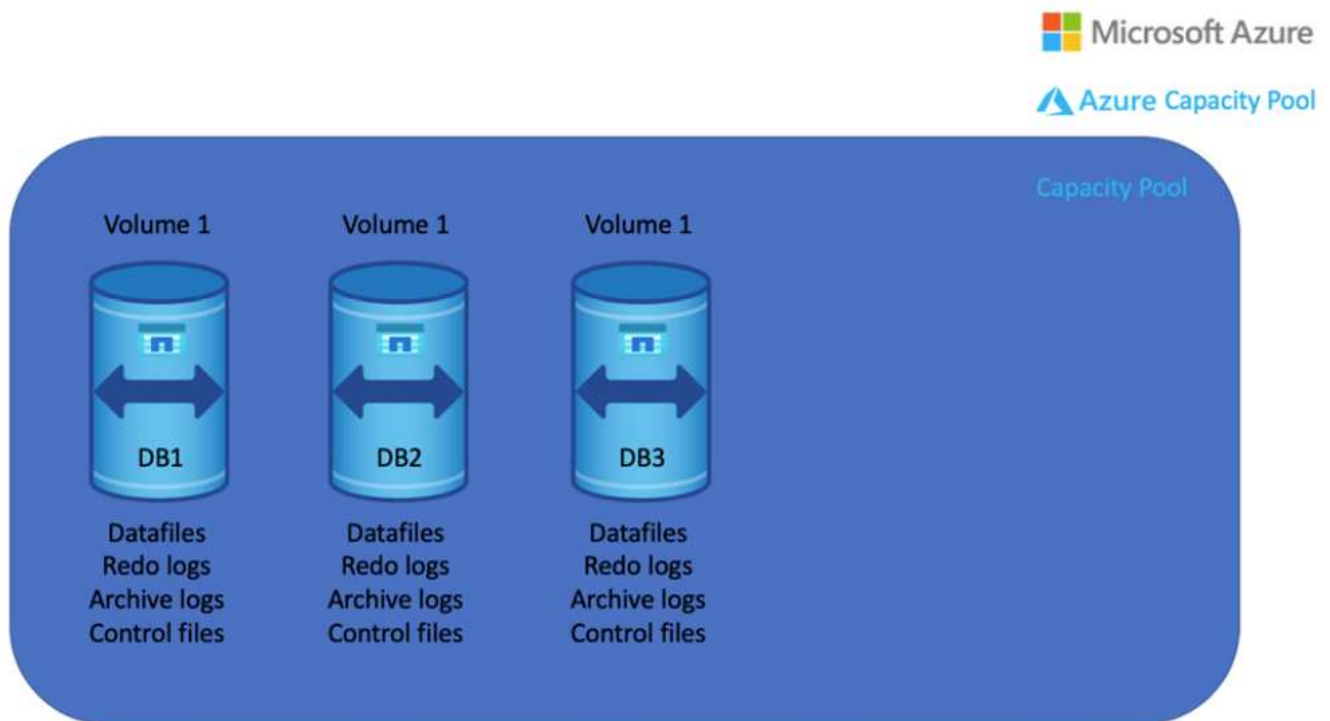 Microsoft Azure
Azure Capacity Pool
Capacity Pool
Volume 1
Volume 1
Volume 1
DB1
DB2
DB3
Datafiles
Redo logs
Archive logs
Control files
Datafiles
Redo logs
Archive logs
Control files
Datafiles
Redo logs
Archive logs
Control files